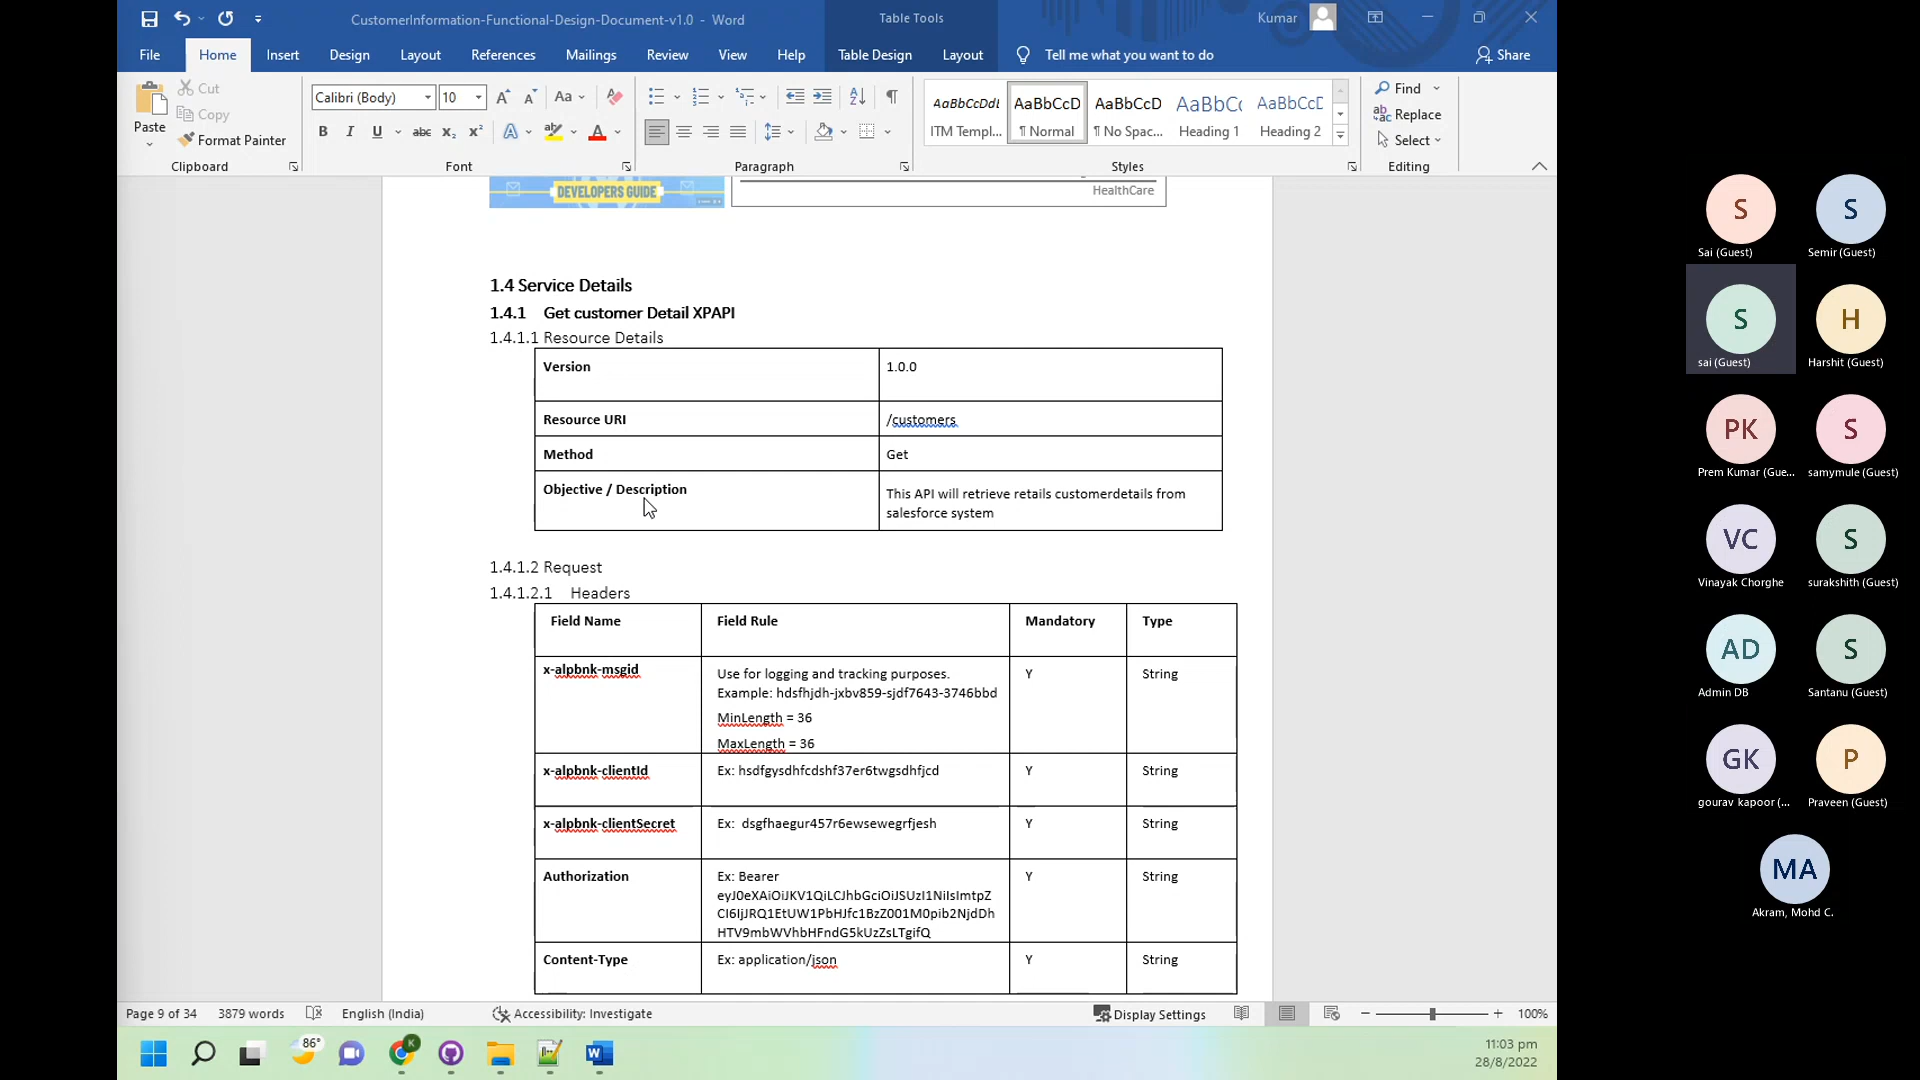 CustomerInformation-Functional-Design-Document-v1.0 - Word
Table Tools
Kumar
File
Home
Insert
Design
Layout
References
Mailings
Review
View
Help
Table Design
Layout
Tell me what you want to do
Share
Paste
Cut
Copy
Format Painter
Clipboard
Calibri (Body)
10
Font
Paragraph
AaBbCcDdI
ITM Templ...
AaBbCcD
¶ Normal
AaBbCcD
¶ No Spac...
AaBbCc
Heading 1
AaBbCcD
Heading 2
Styles
Find
Replace
Select
Editing
DEVELOPERS GUIDE
HealthCare
1.4 Service Details
1.4.1 Get customer Detail XPAPI
1.4.1.1 Resource Details
Version 1.0.0
Resource URI /customers
Method Get
Objective / Description This API will retrieve retails customerdetails from
salesforce system
1.4.1.2 Request
1.4.1.2.1 Headers
Field Name Field Rule Mandatory Type
x-alpbnk-msgid Use for logging and tracking purposes. Y String
Example: hdsfhjdh-jxbv859-sjdf7643-3746bbd
MinLength = 36
MaxLength = 36
x-alpbnk-clientId Ex: hsdfgysdhfcdshf37er6twgsdhfjcd Y String
x-alpbnk-clientSecret Ex: dsgfhaegur457r6ewsewegrfjesh Y String
Authorization Ex: Bearer Y String
eyJ0eXAiOiJKV1QiLCJhbGciOiJSUzI1NiIsImtpZ
CI6IjJRQ1EtUW1PbHJfc1BzZ001M0pib2NjdDh
HTV9mbWVhbHFndG5kUzZsLTgifQ
Content-Type Ex: application/json Y String
Page 9 of 34
3879 words
English (India)
Accessibility: Investigate
Display Settings
100%
86°
K
11:03 pm
28/8/2022
S
Sai (Guest)
S
Semir (Guest)
S
sai (Guest)
H
Harshit (Guest)
PK
Prem Kumar (Gue...
S
samymule (Guest)
VC
Vinayak Chorghe
S
surakshith (Guest)
AD
Admin DB
S
Santanu (Guest)
GK
gourav kapoor (...
P
Praveen (Guest)
MA
Akram, Mohd C.